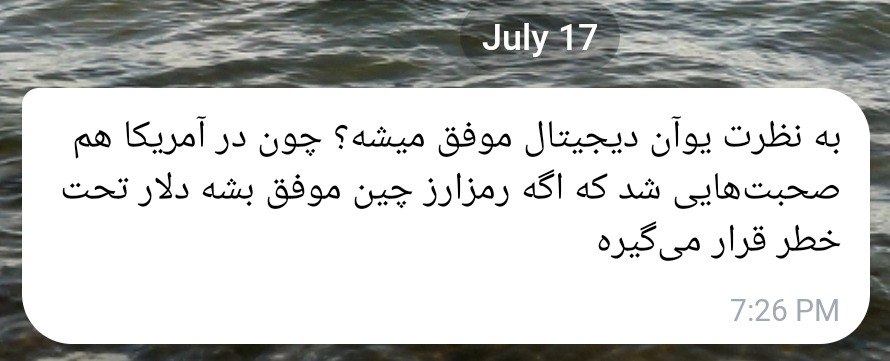 July 17
به نظرت یوآن دیجیتال موفق میشه؟ چون در آمریکا هم
صحبت‌هایی شد که اگه رمزارز چین موفق بشه دلار تحت
خطر قرار می‌گیره
7:26 PM